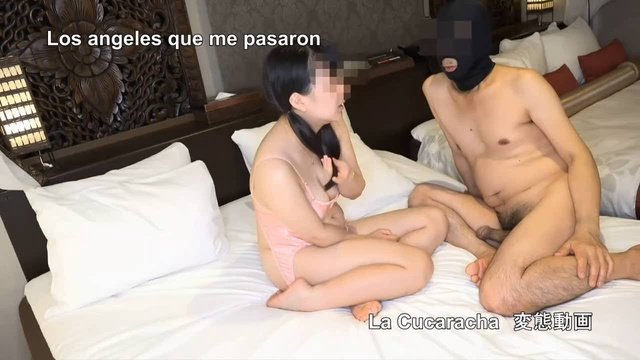 Los angeles que me pasaron
La Cucaracha 変態動画